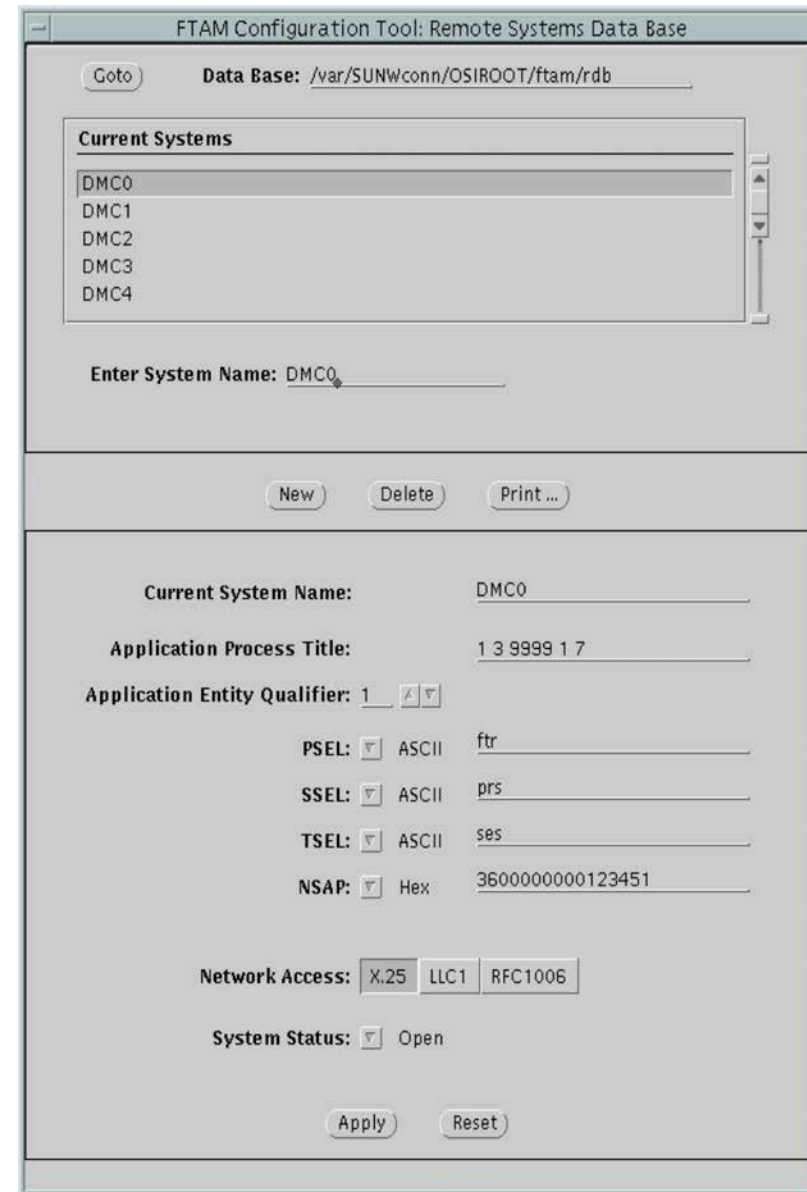 FTAM Configuration Tool: Remote Systems Data Base
Goto Data Base: /var/SUNWconn/OSIROOT/ftam/rdb
Current Systems
DMC0
DMC1
DMC2
DMC3
DMC4
Enter System Name: DMC0
New Delete Print ...
Current System Name: DMC0
Application Process Title: 1 3 9999 1 7
Application Entity Qualifier: 1
PSEL: ASCII ftr
SSEL: ASCII prs
TSEL: ASCII ses
NSAP: Hex 3600000000123451
Network Access: X.25 LLC1 RFC1006
System Status: Open
Apply Reset